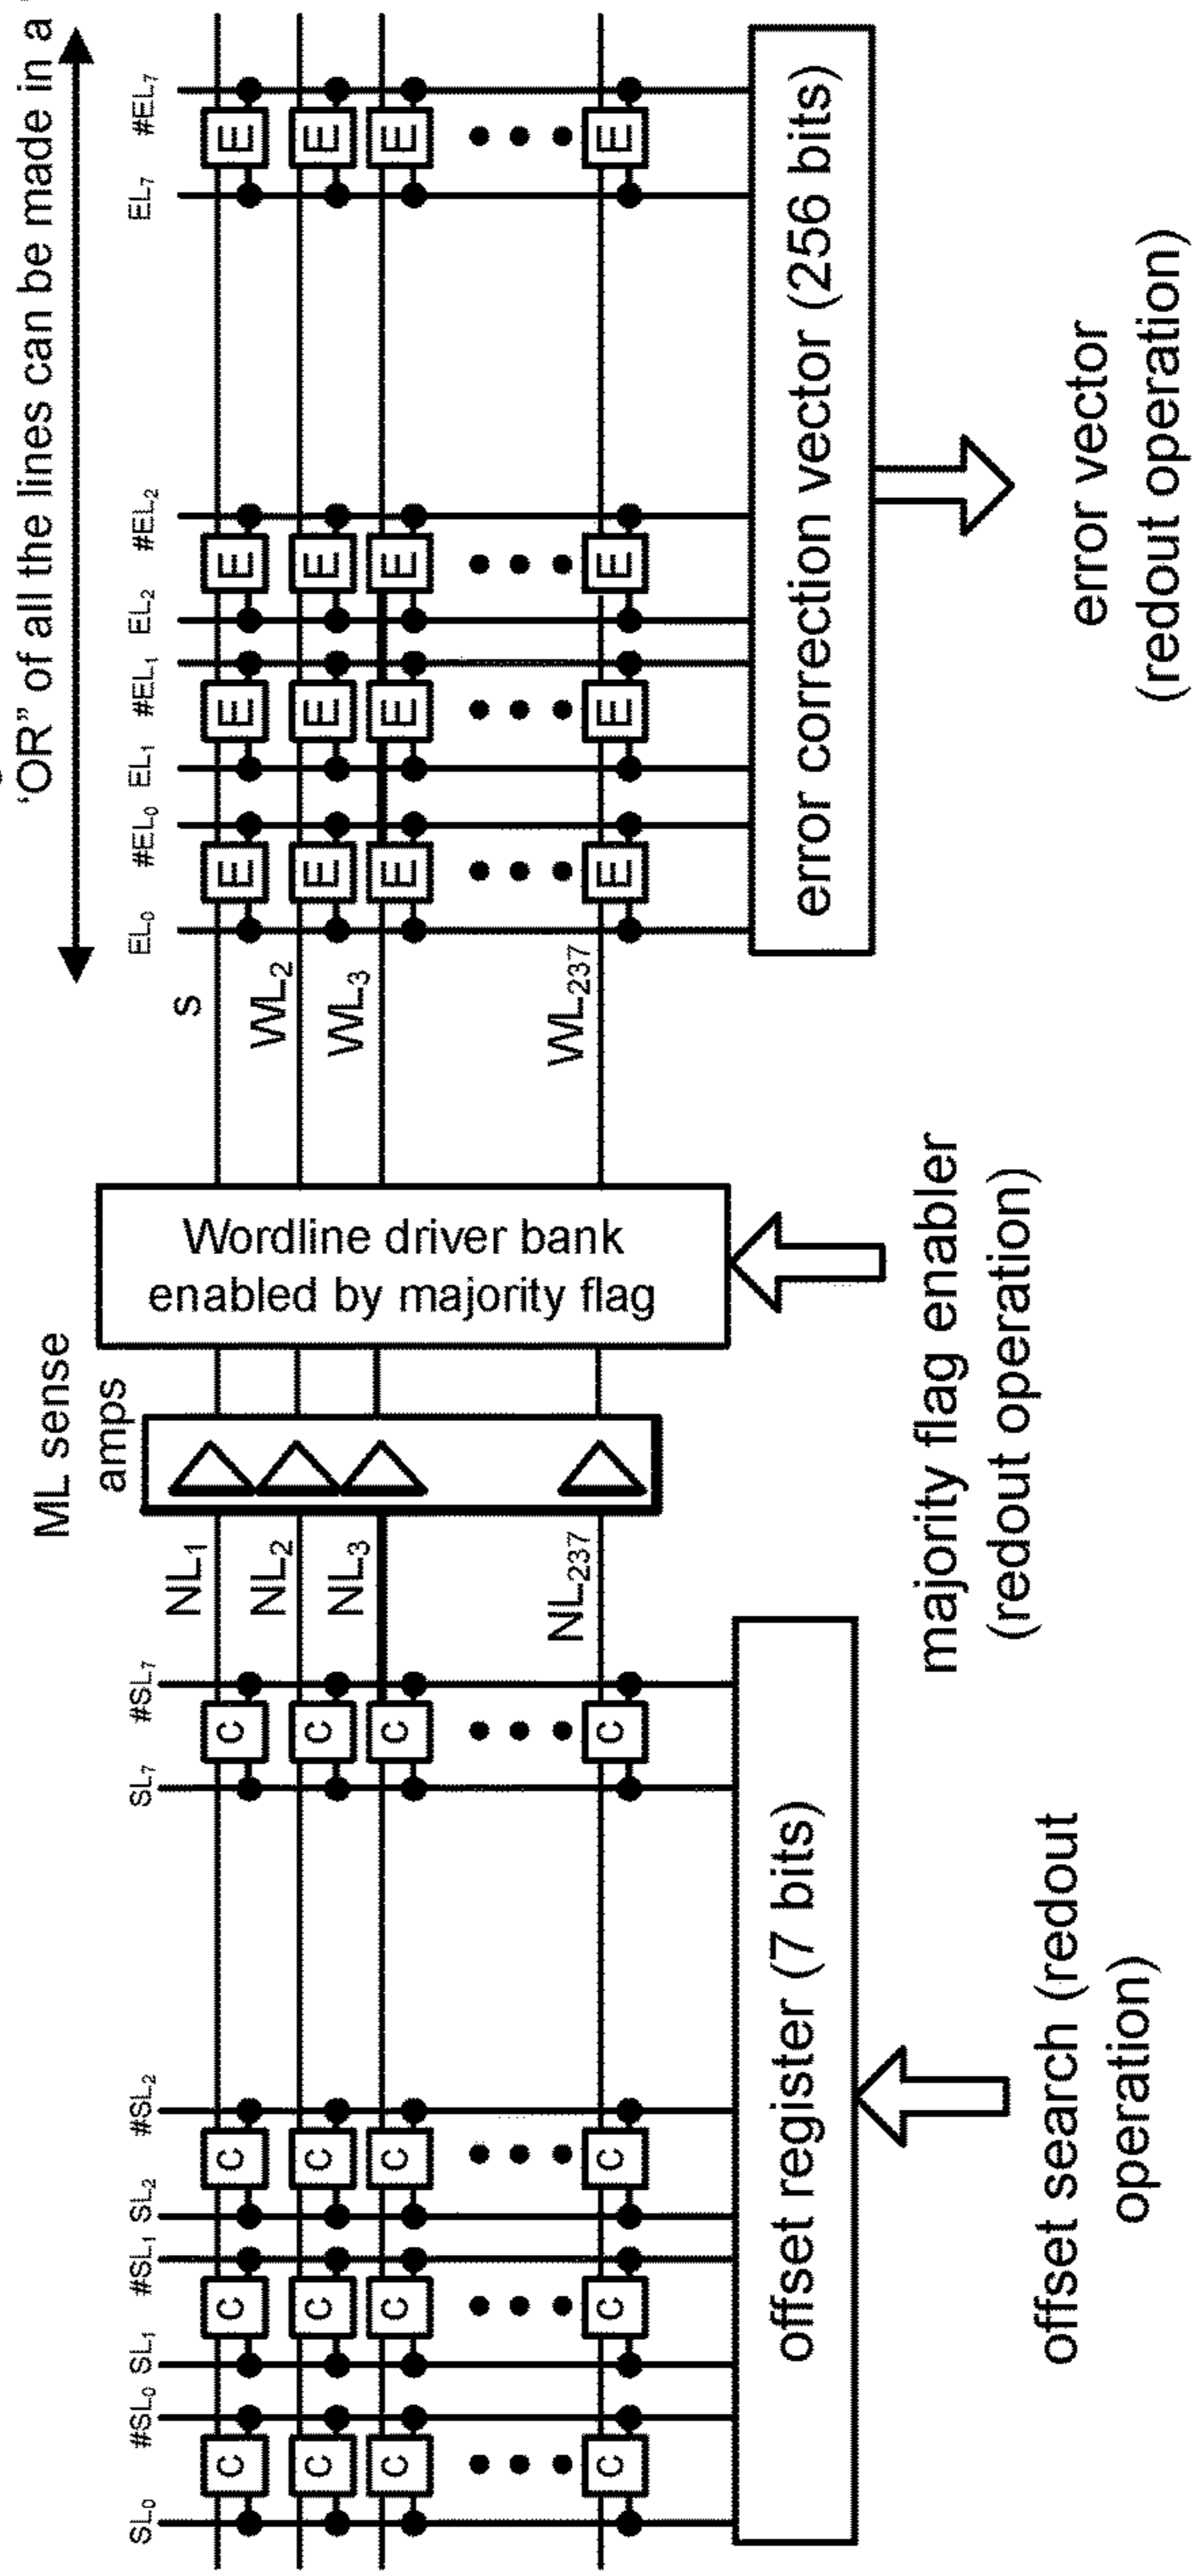 ‘OR” of all the lines can be made in a
ML sense
amps
SL₀ #SL₀ SL₁ #SL₁ SL₂ #SL₂ SL₇ #SL₇
EL₀ #EL₀ EL₁ #EL₁ EL₂ #EL₂ EL₇ #EL₇
C C C C NL₁ s E E E E
C C C C NL₂ WL₂ E E E E
C C C C NL₃ WL₃ E E E E
C C C C NL₂₃₇ WL₂₃₇ E E E E
Wordline driver bank
enabled by majority flag
offset register (7 bits)
error correction vector (256 bits)
offset search (redout
operation)
majority flag enabler
(redout operation)
error vector
(redout operation)